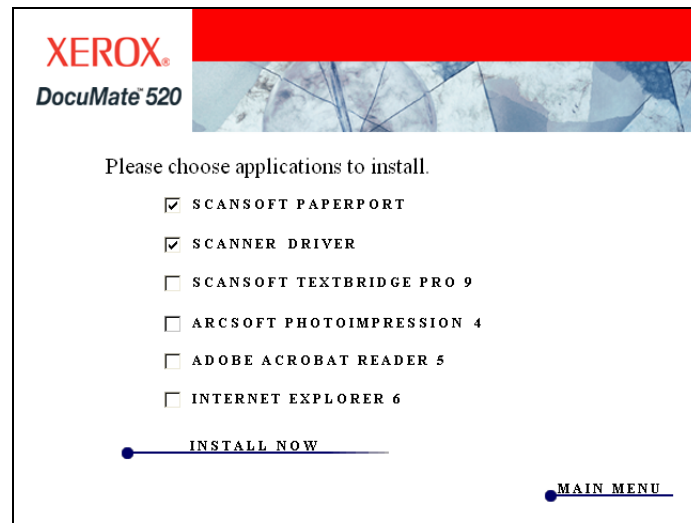 XEROX®
DocuMate™ 520
Please choose applications to install.
SCANSOFT PAPERPORT
SCANNER DRIVER
SCANSOFT TEXTBRIDGE PRO 9
ARCSOFT PHOTOIMPRESSION 4
ADOBE ACROBAT READER 5
INTERNET EXPLORER 6
INSTALL NOW
MAIN MENU